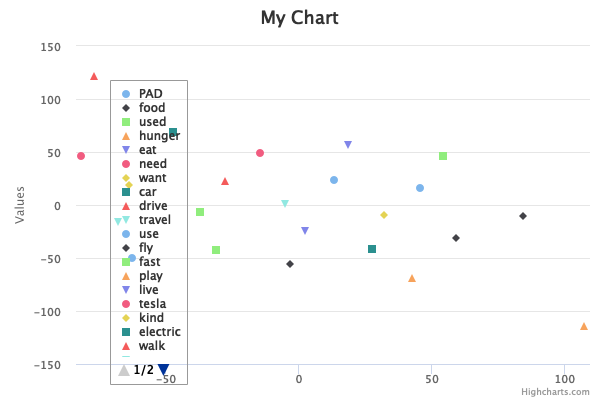 My Chart
Values
150
100
50
0
−50
−100
−150
PAD
food
used
hunger
eat
need
want
car
drive
travel
use
fly
fast
play
live
tesla
kind
electric
walk
1/2
−50
0
50
100
Highcharts.com